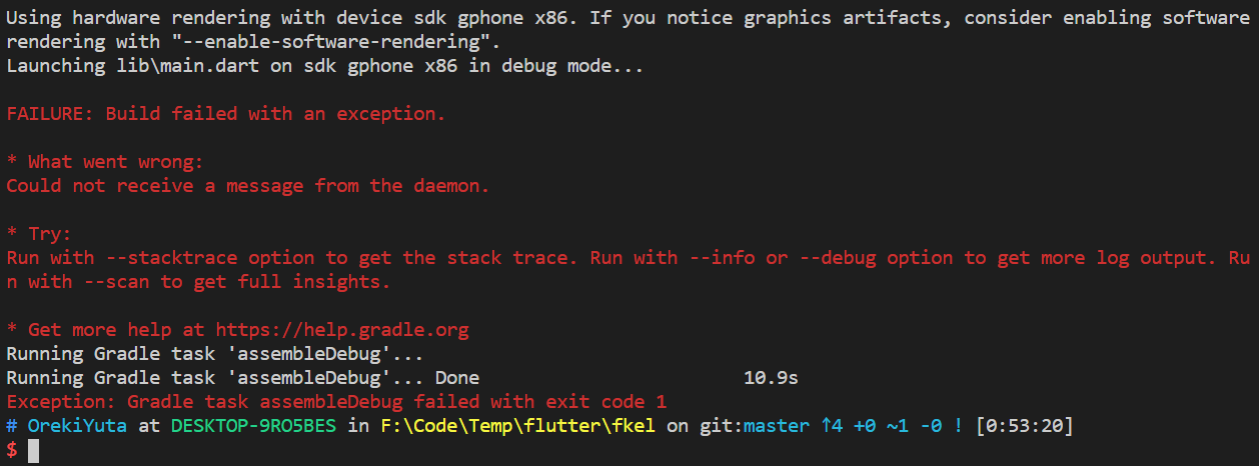 Using hardware rendering with device sdk gphone x86. If you notice graphics artifacts, consider enabling software
rendering with "--enable-software-rendering".
Launching lib\main.dart on sdk gphone x86 in debug mode...
FAILURE: Build failed with an exception.
* What went wrong:
Could not receive a message from the daemon.
* Try:
Run with --stacktrace option to get the stack trace. Run with --info or --debug option to get more log output. Ru
n with --scan to get full insights.
* Get more help at https://help.gradle.org
Running Gradle task 'assembleDebug'...
Running Gradle task 'assembleDebug'... Done 10.9s
Exception: Gradle task assembleDebug failed with exit code 1
# OrekiYuta at DESKTOP-9RO5BES in F:\Code\Temp\flutter\fkel on git:master ↑4 +0 ~1 -0 ! [0:53:20]
$